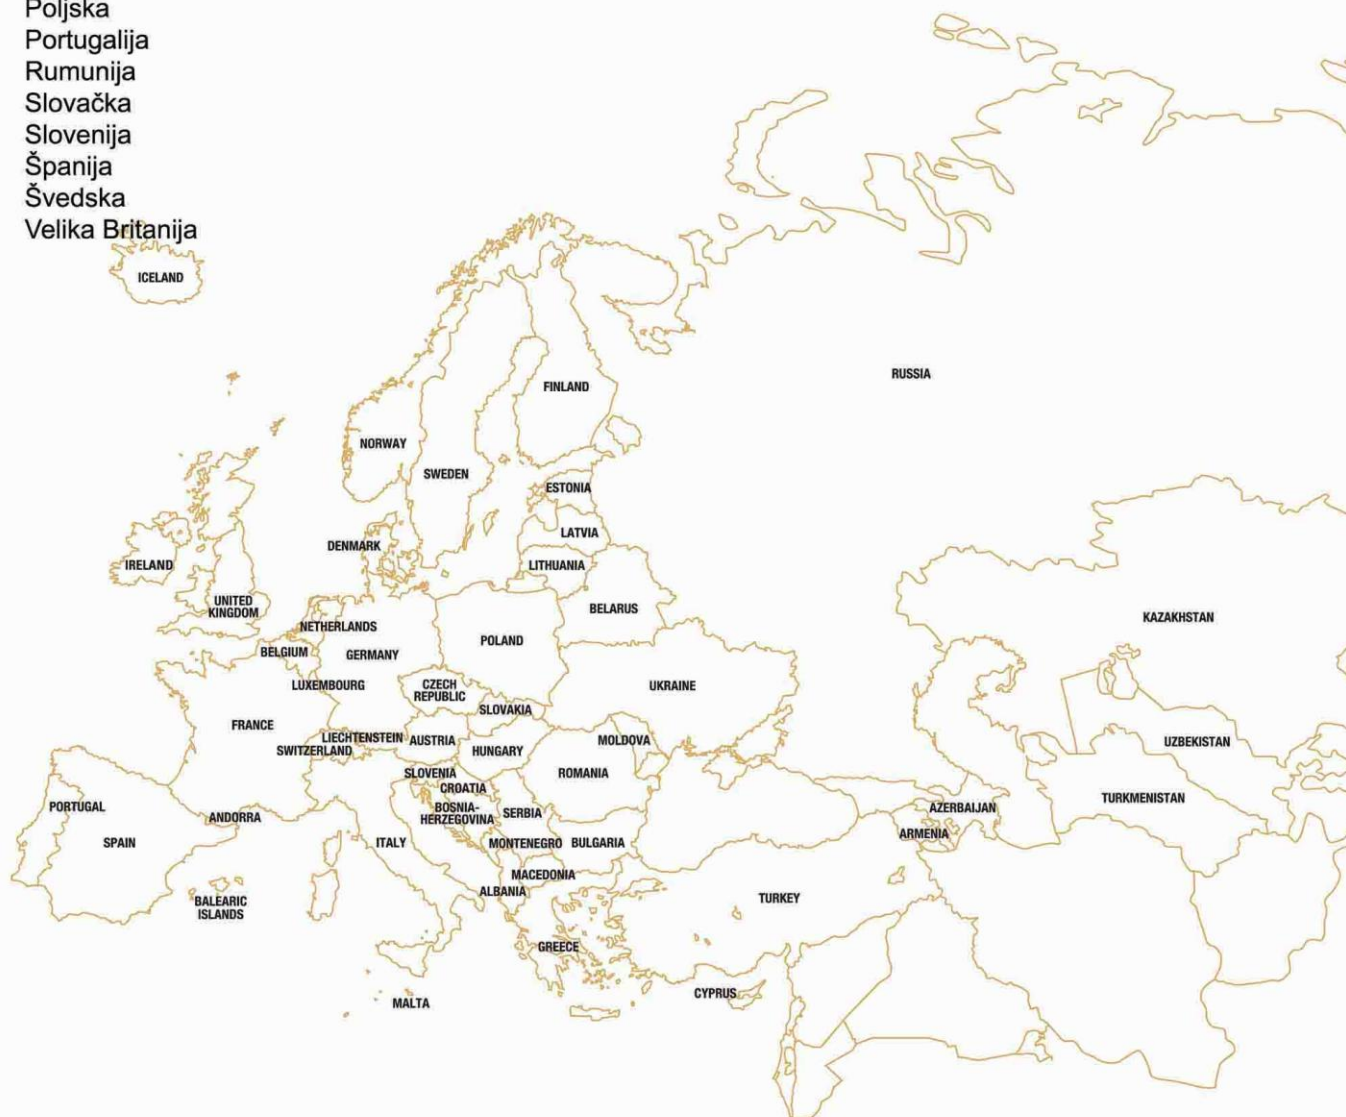 Poljska
Portugalija
Rumunija
Slovačka
Slovenija
Španija
Švedska
Velika Britanija
ICELAND
RUSSIA
FINLAND
NORWAY
SWEDEN
ESTONIA
LATVIA
DENMARK
IRELAND
LITHUANIA
UNITED
KINGDOM
BELARUS
KAZAKHSTAN
NETHERLANDS
POLAND
BELGIUM
GERMANY
LUXEMBOURG
CZECH
REPUBLIC
UKRAINE
SLOVAKIA
FRANCE
LIECHTENSTEIN
AUSTRIA
MOLDOVA
SWITZERLAND
HUNGARY
UZBEKISTAN
SLOVENIA
ROMANIA
CROATIA
TURKMENISTAN
PORTUGAL
BOSNIA-
HERZEGOVINA
SERBIA
AZERBAIJAN
ANDORRA
ARMENIA
SPAIN
ITALY
MONTENEGRO
BULGARIA
MACEDONIA
ALBANIA
TURKEY
BALEARIC
ISLANDS
GREECE
CYPRUS
MALTA